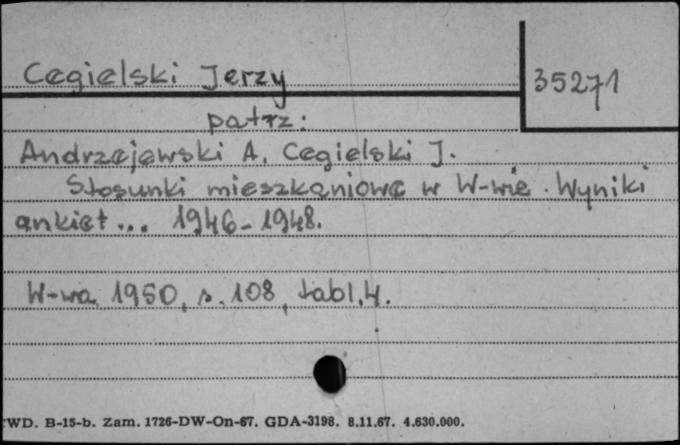 Cegielski Jerzy
35271
patrz:
Andrzejewski A, Cegielski J.
Stosunki mieszkaniowe w W-wie. Wyniki
ankiet... 1946-1948.
W-wa 1950, s. 108, tabl. 4.
WD. B-15-b. Zam. 1726-DW-On-67. GDA-3198. 8.11.67. 4.630.000.